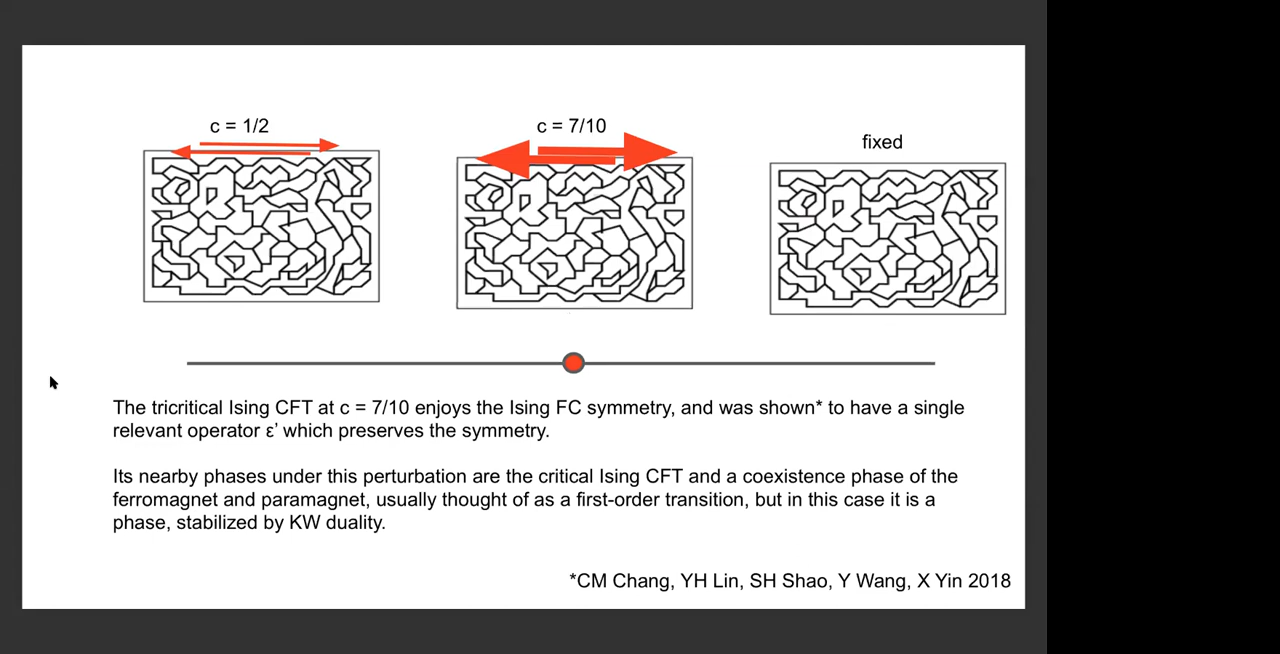 c = 1/2
c = 7/10
fixed
The tricritical Ising CFT at c = 7/10 enjoys the Ising FC symmetry, and was shown* to have a single
relevant operator ε’ which preserves the symmetry.
Its nearby phases under this perturbation are the critical Ising CFT and a coexistence phase of the
ferromagnet and paramagnet, usually thought of as a first-order transition, but in this case it is a
phase, stabilized by KW duality.
*CM Chang, YH Lin, SH Shao, Y Wang, X Yin 2018